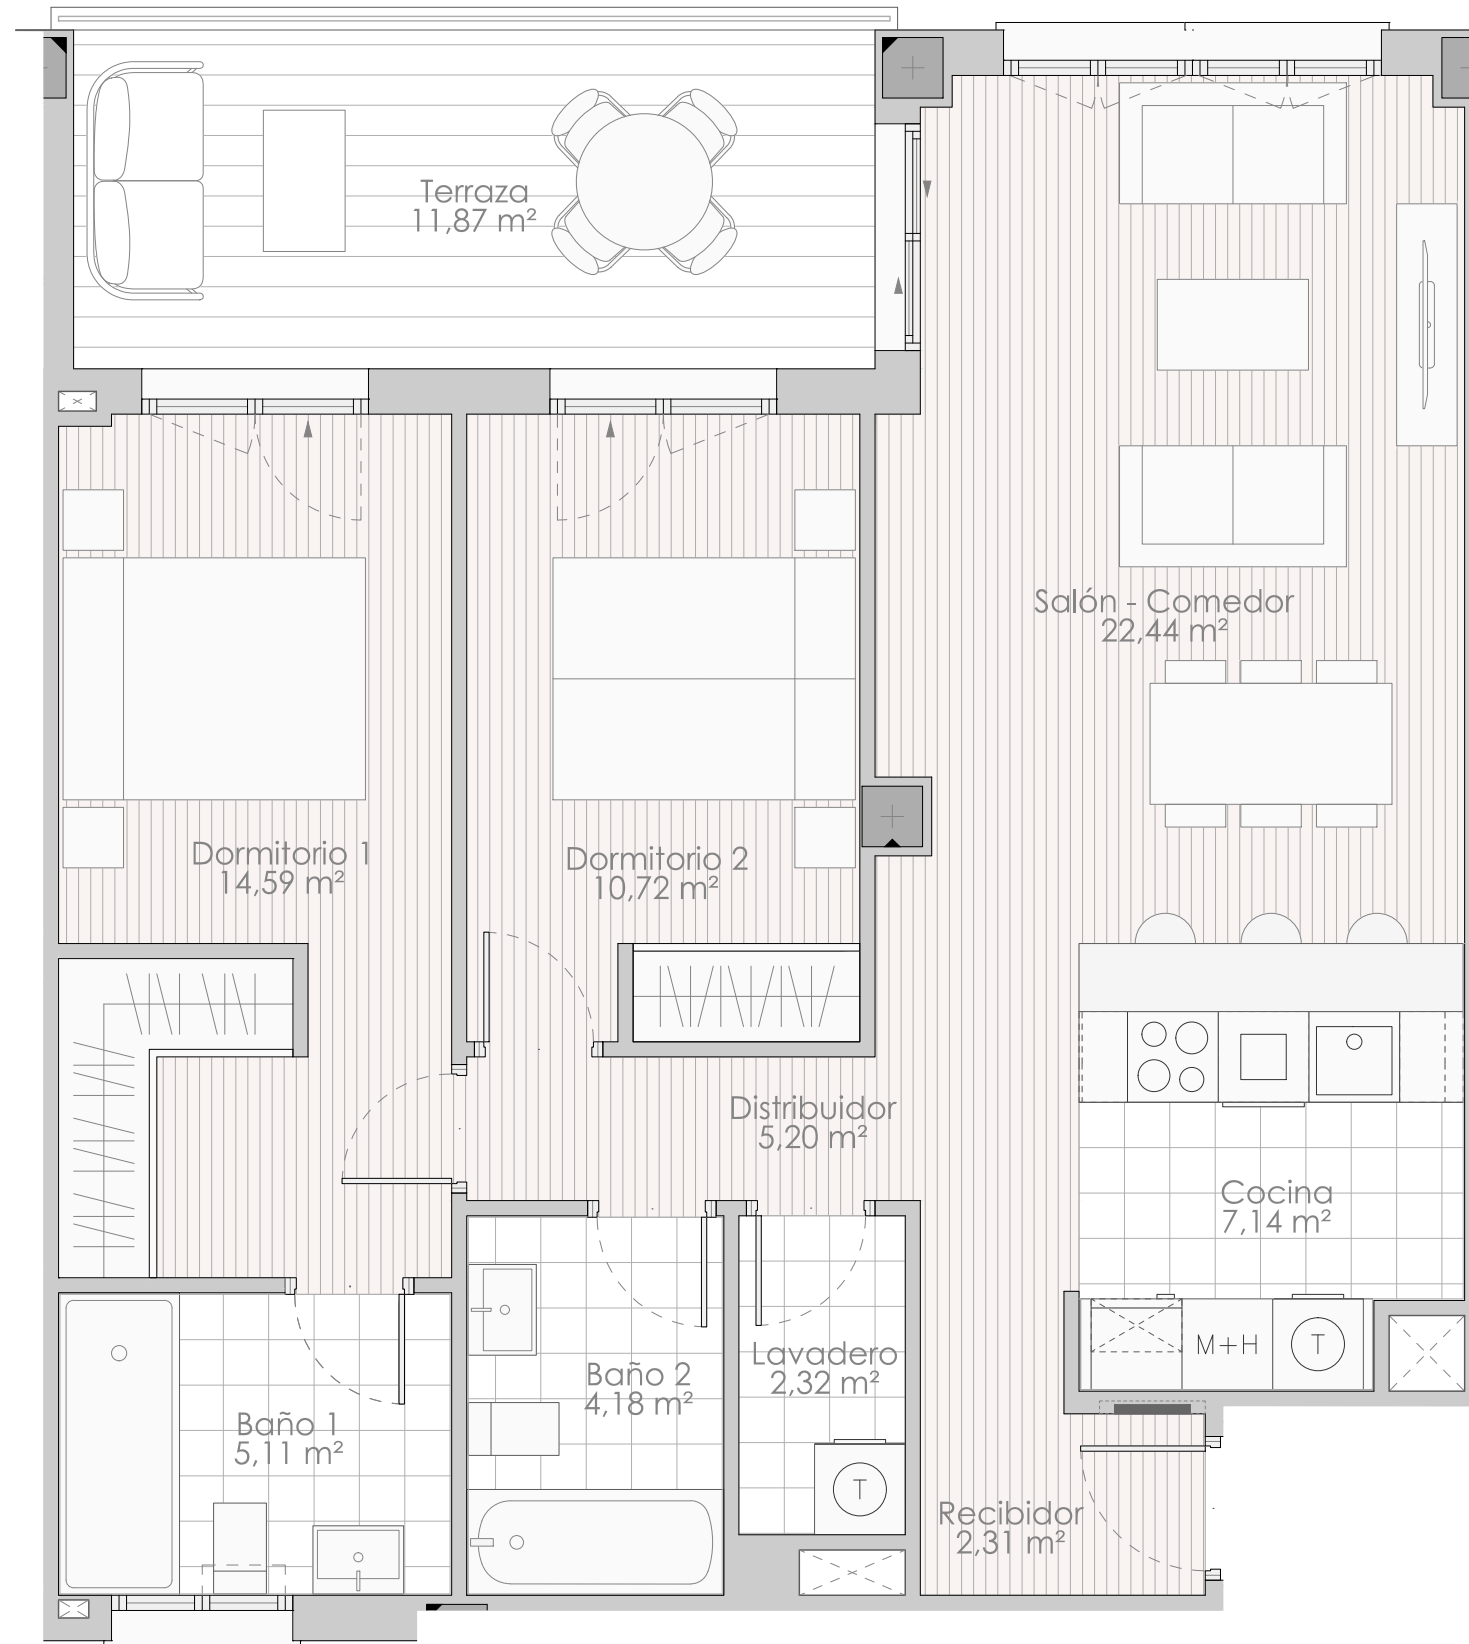 Terraza
11,87 m²
Salón - Comedor
22,44 m²
Dormitorio 1
14,59 m²
Dormitorio 2
10,72 m²
Distribuidor
5,20 m²
Cocina
7,14 m²
M+H
T
Lavadero
2,32 m²
Baño 2
4,18 m²
Baño 1
5,11 m²
T
Recibidor
2,31 m²